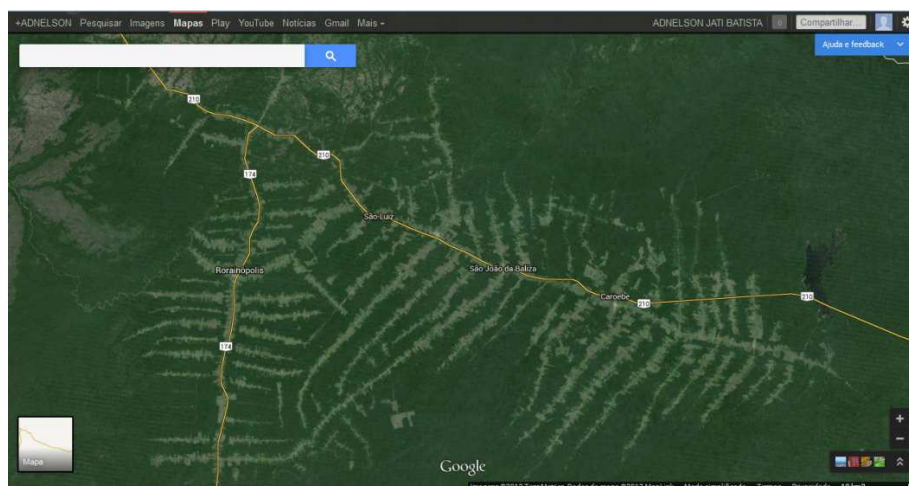 +ADNELSON Pesquisar Imagens Mapas Play YouTube Notícias Gmail Mais
ADNELSON JATI BATISTA 0 Compartilhar...
Ajuda e feedback
210
210
174
São Luiz
Rorainópolis
São João da Baliza
Caroebe
210
210
174
Mapa
Google